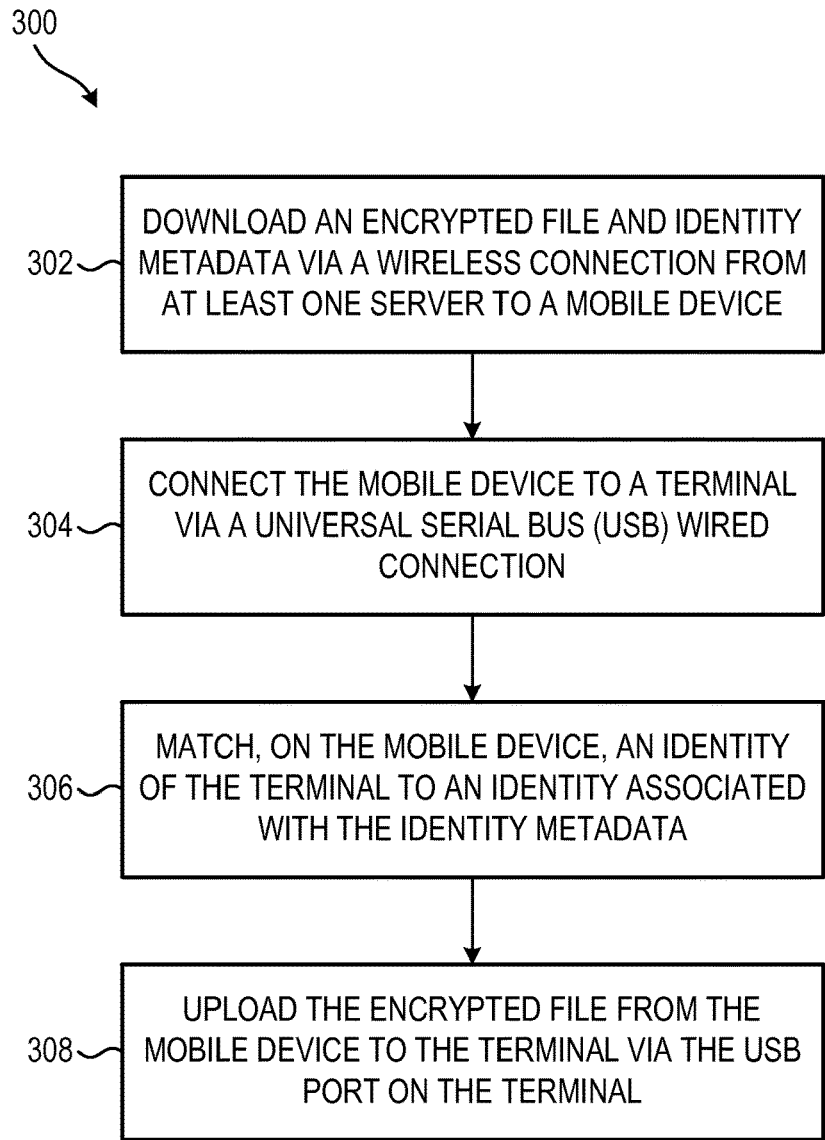 300
302
DOWNLOAD AN ENCRYPTED FILE AND IDENTITY
METADATA VIA A WIRELESS CONNECTION FROM
AT LEAST ONE SERVER TO A MOBILE DEVICE
304
CONNECT THE MOBILE DEVICE TO A TERMINAL
VIA A UNIVERSAL SERIAL BUS (USB) WIRED
CONNECTION
306
MATCH, ON THE MOBILE DEVICE, AN IDENTITY
OF THE TERMINAL TO AN IDENTITY ASSOCIATED
WITH THE IDENTITY METADATA
308
UPLOAD THE ENCRYPTED FILE FROM THE
MOBILE DEVICE TO THE TERMINAL VIA THE USB
PORT ON THE TERMINAL